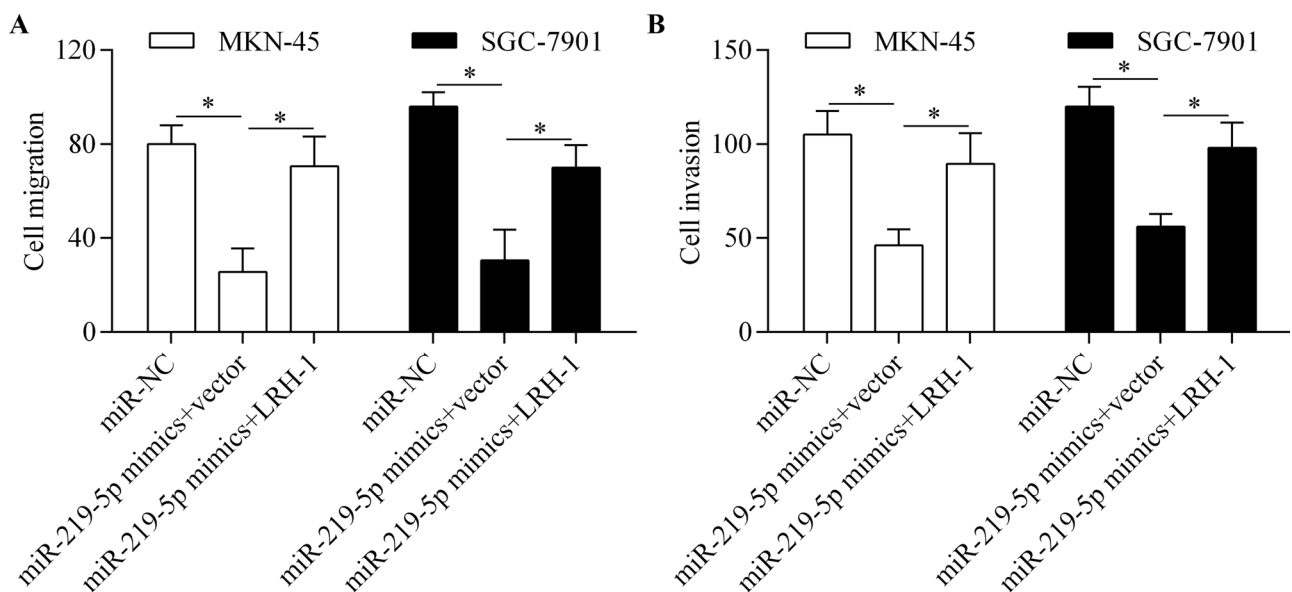 A
MKN-45
SGC-7901
120
80
40
0
Cell migration
*
*
*
*
miR-NC
miR-219-5p mimics+vector
miR-219-5p mimics+LRH-1
miR-NC
miR-219-5p mimics+vector
miR-219-5p mimics+LRH-1
B
MKN-45
SGC-7901
150
100
50
0
Cell invasion
*
*
*
*
miR-NC
miR-219-5p mimics+vector
miR-219-5p mimics+LRH-1
miR-NC
miR-219-5p mimics+vector
miR-219-5p mimics+LRH-1